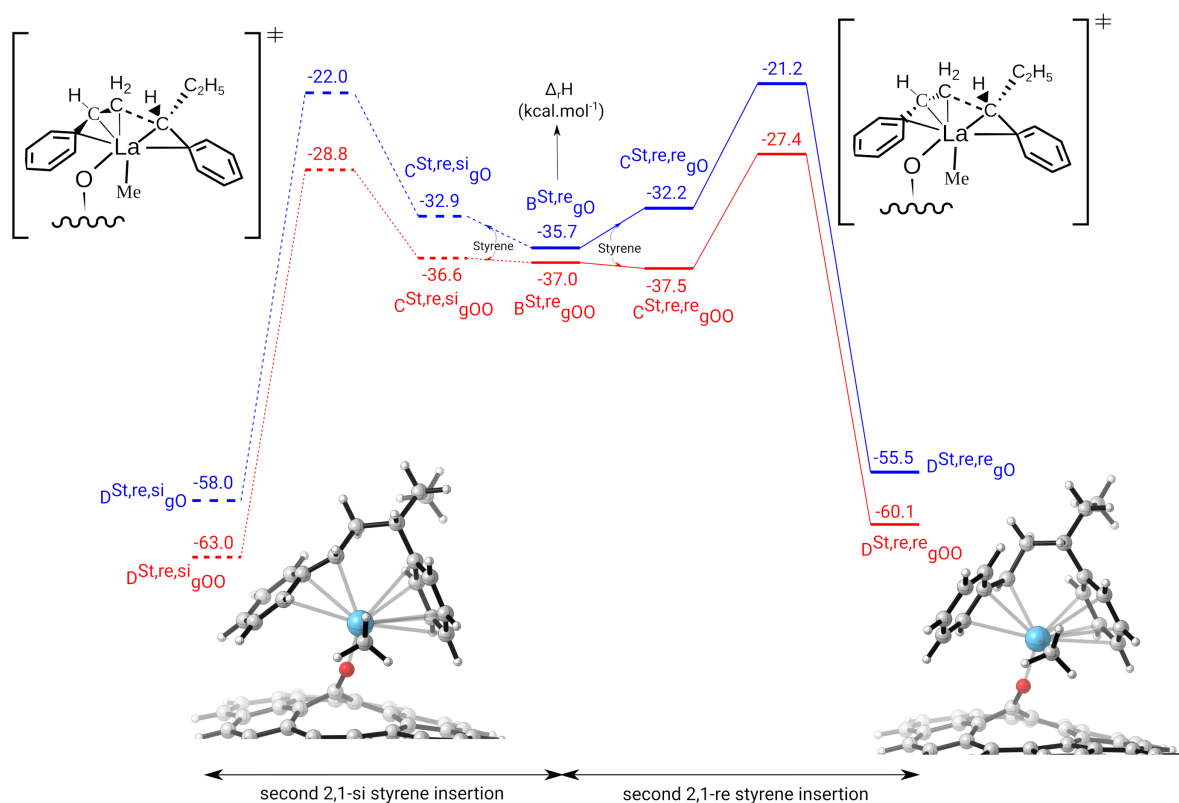 ‡
‡
H
H2
C
H
C2H5
C
C
La
O
Me
-22.0
-28.8
ΔrH
(kcal.mol-1)
-21.2
-27.4
H
H2
C
H
C2H5
C
C
La
O
Me
CSt,re,sigO
-32.9
BSt,regO
-35.7
CSt,re,regO
-32.2
Styrene
Styrene
-36.6
CSt,re,sigOO
-37.0
BSt,regOO
-37.5
CSt,re,regOO
DSt,re,sigO
-58.0
-63.0
DSt,re,sigOO
-55.5
DSt,re,regO
-60.1
DSt,re,regOO
second 2,1-si styrene insertion
second 2,1-re styrene insertion